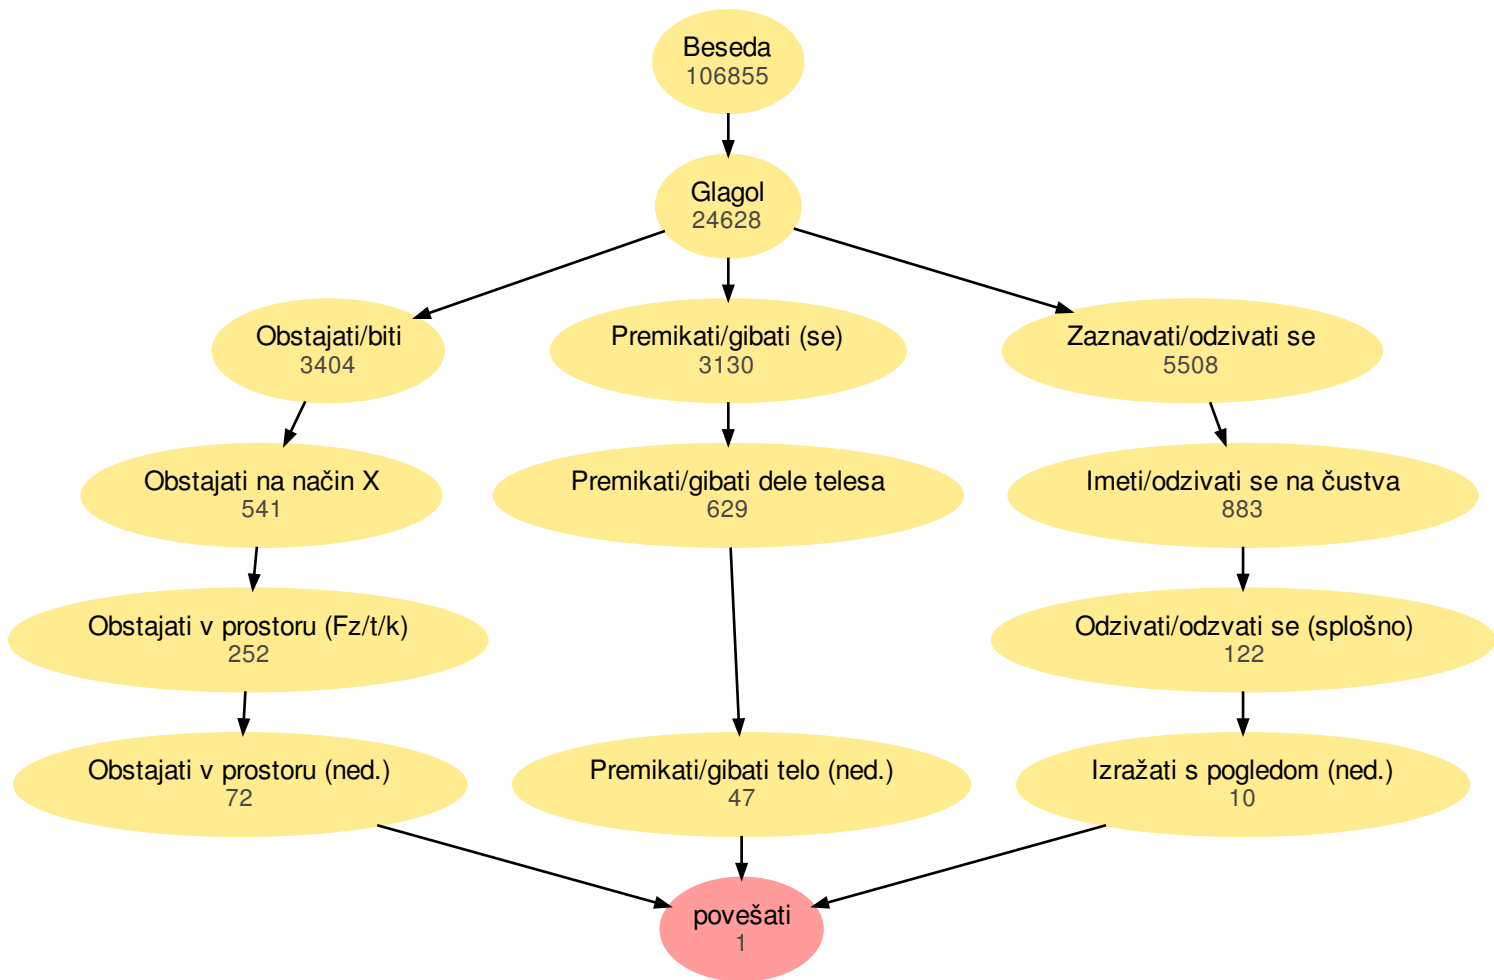 Beseda
106855
Glagol
24628
Obstajati/biti
3404
Premikati/gibati (se)
3130
Zaznavati/odzivati se
5508
Obstajati na način X
541
Premikati/gibati dele telesa
629
Imeti/odzivati se na čustva
883
Obstajati v prostoru (Fz/t/k)
252
Odzivati/odzvati se (splošno)
122
Obstajati v prostoru (ned.)
72
Premikati/gibati telo (ned.)
47
Izražati s pogledom (ned.)
10
povešati
1